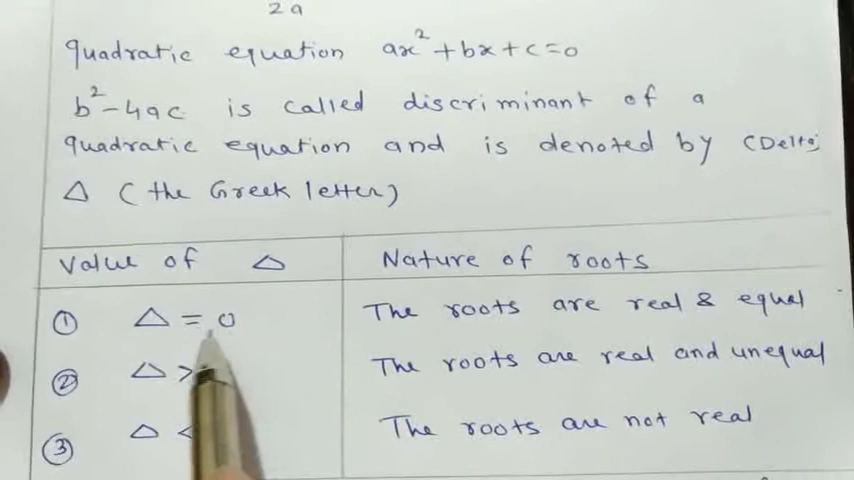 2a
quadratic equation ax²+bx+c=0
b²-4ac is called discriminant of a
quadratic equation and is denoted by (Delta)
△ (the Greek letter)
Value of △ Nature of roots
① △ = 0 The roots are real & equal
② △ > The roots are real and unequal
③ △ < The roots are not real